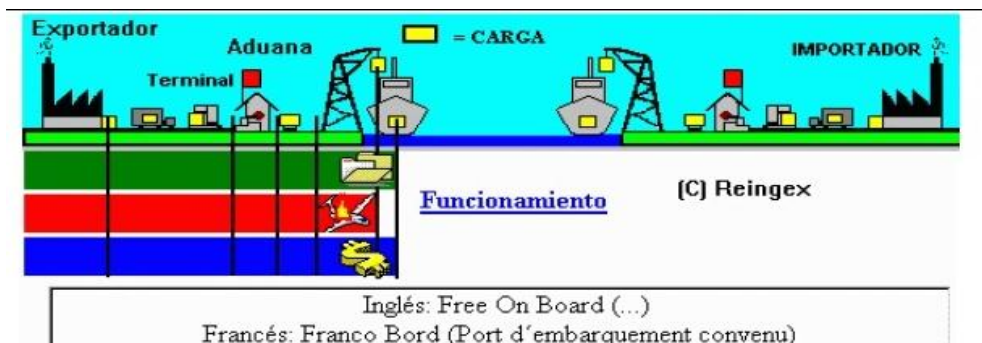 Exportador
Aduana
= CARGA
IMPORTADOR
Terminal
Funcionamiento
(C) Reingex
Inglés: Free On Board (...)
Francés: Franco Bord (Port d´embarquement convenu)